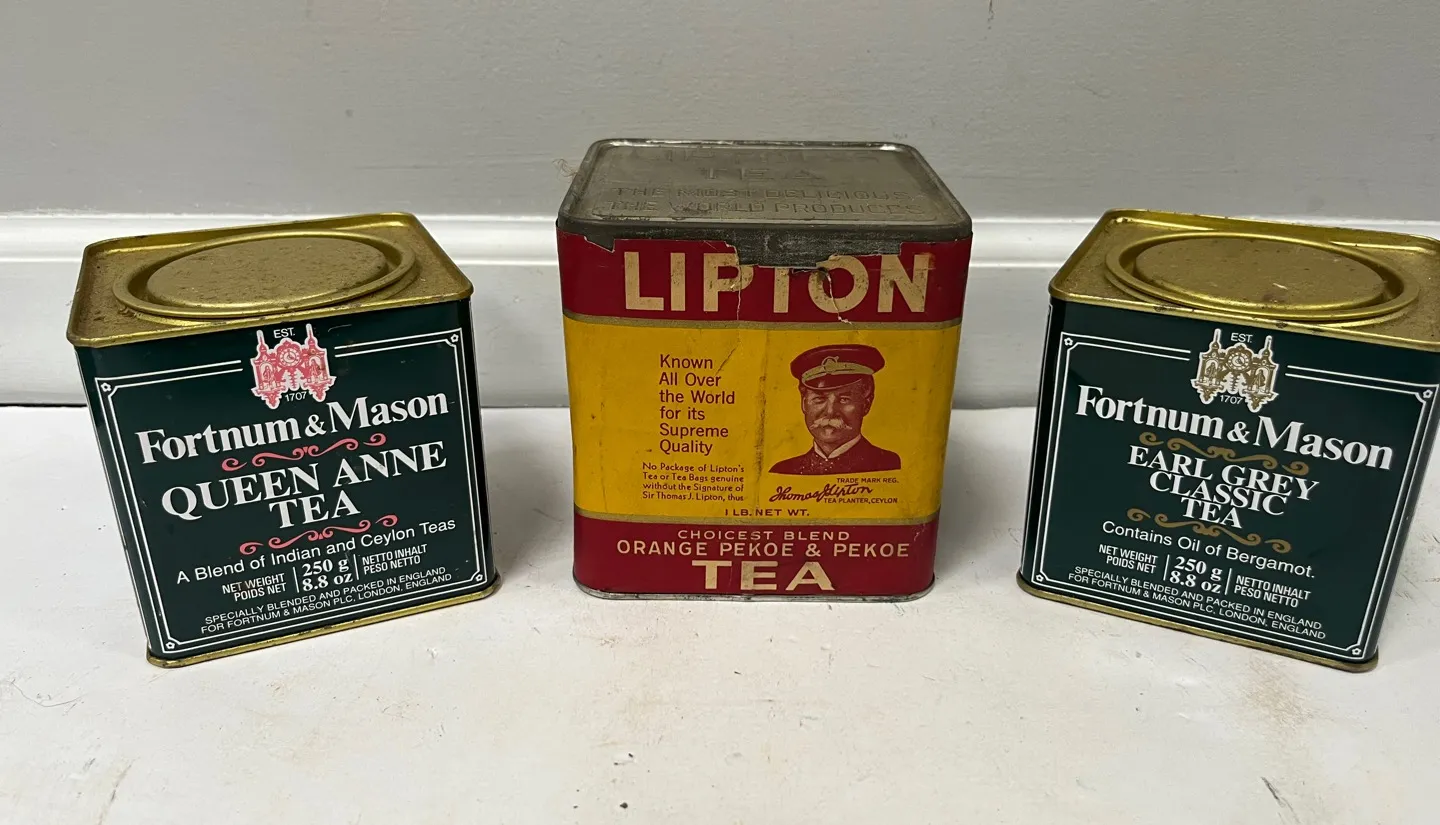 EST.
1707
Fortnum & Mason
QUEEN ANNE
TEA
A Blend of Indian and Ceylon Teas
NET WEIGHT
POIDS NET
250 g
8.8 oz
NETTO INHALT
PESO NETTO
SPECIALLY BLENDED AND PACKED IN ENGLAND
FOR FORTNUM & MASON PLC, LONDON, ENGLAND
TEA
THE MOST DELICIOUS
THE WORLD PRODUCES
LIPTON
Known
All Over
the World
for its
Supreme
Quality
No Package of Lipton's
Tea or Tea Bags genuine
without the Signature of
Sir Thomas J. Lipton, thus
TRADE MARK REG.
Thomas J. Lipton
TEA PLANTER, CEYLON
1 LB. NET WT.
CHOICEST BLEND
ORANGE PEKOE & PEKOE
TEA
EST.
1707
Fortnum & Mason
EARL GREY
CLASSIC
TEA
Contains Oil of Bergamot.
NET WEIGHT
POIDS NET
250 g
8.8 oz
NETTO INHALT
PESO NETTO
SPECIALLY BLENDED AND PACKED IN ENGLAND
FOR FORTNUM & MASON PLC, LONDON, ENGLAND